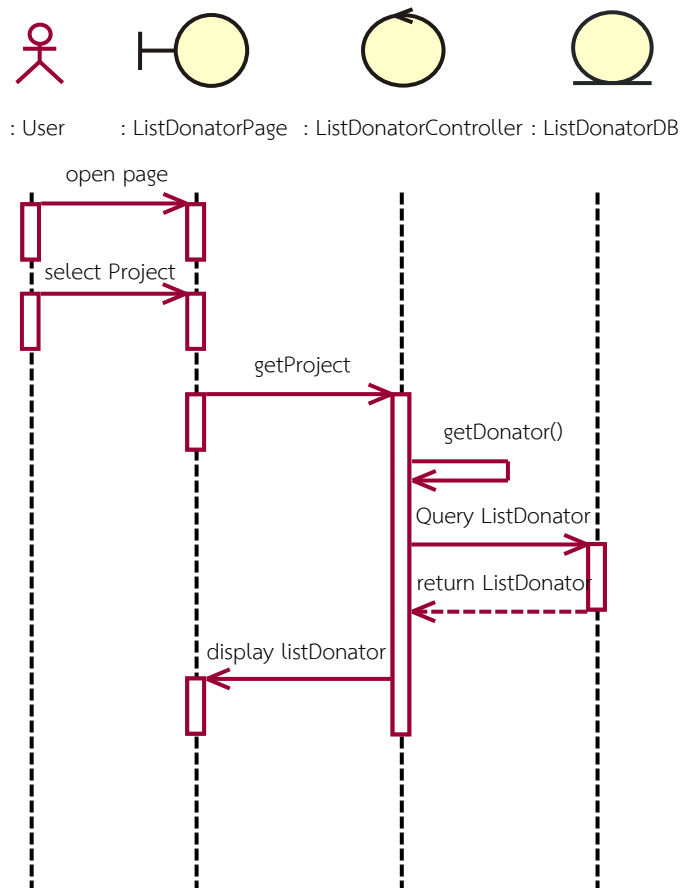 : User : ListDonatorPage : ListDonatorController : ListDonatorDB
open page
select Project
getProject
getDonator()
Query ListDonator
return ListDonator
display listDonator